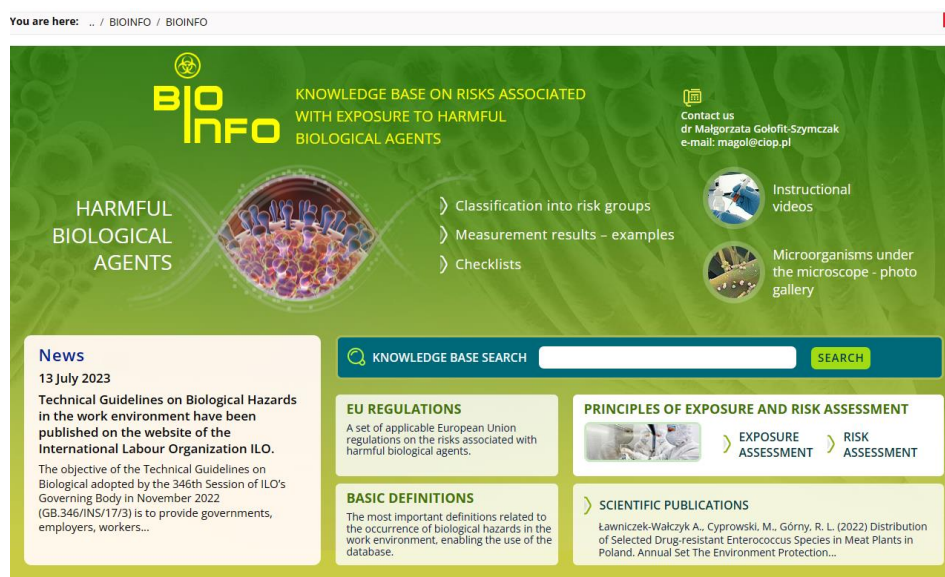 You are here: .. / BIOINFO / BIOINFO
BIO
INFO
KNOWLEDGE BASE ON RISKS ASSOCIATED
WITH EXPOSURE TO HARMFUL
BIOLOGICAL AGENTS
Contact us
dr Małgorzata Gołofit-Szymczak
e-mail: magol@ciop.pl
HARMFUL
BIOLOGICAL
AGENTS
Classification into risk groups
Measurement results – examples
Checklists
Instructional
videos
Microorganisms under
the microscope - photo
gallery
News
13 July 2023
Technical Guidelines on Biological Hazards
in the work environment have been
published on the website of the
International Labour Organization ILO.
The objective of the Technical Guidelines on
Biological adopted by the 346th Session of ILO's
Governing Body in November 2022
(GB.346/INS/17/3) is to provide governments,
employers, workers...
KNOWLEDGE BASE SEARCH
SEARCH
EU REGULATIONS
A set of applicable European Union
regulations on the risks associated with
harmful biological agents.
PRINCIPLES OF EXPOSURE AND RISK ASSESSMENT
EXPOSURE
ASSESSMENT
RISK
ASSESSMENT
BASIC DEFINITIONS
The most important definitions related to
the occurrence of biological hazards in the
work environment, enabling the use of the
database.
SCIENTIFIC PUBLICATIONS
Ławniczek-Wałczyk A., Cyprowski, M., Górny, R. L. (2022) Distribution
of Selected Drug-resistant Enterococcus Species in Meat Plants in
Poland. Annual Set The Environment Protection...